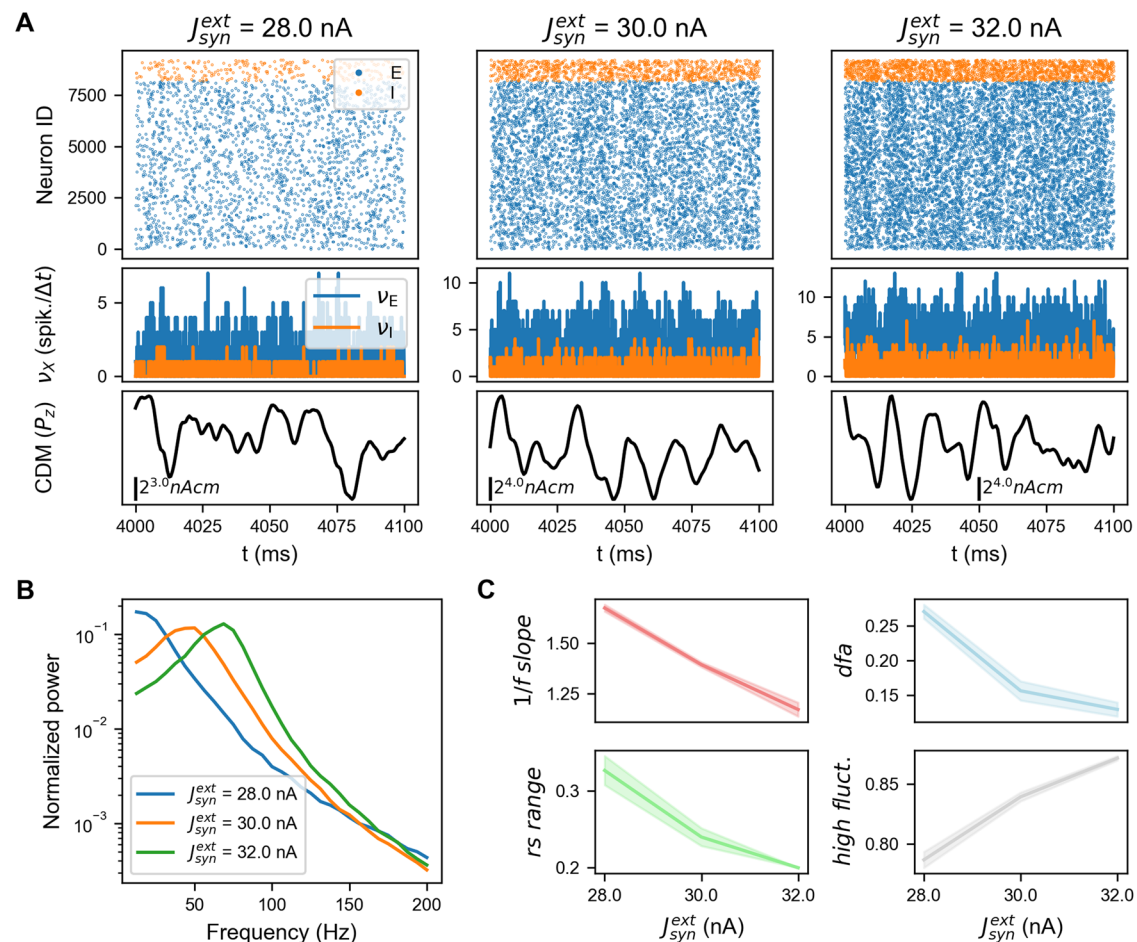 A
J_syn^ext = 28.0 nA
J_syn^ext = 30.0 nA
J_syn^ext = 32.0 nA
Neuron ID
7500
5000
2500
0
E
I
ν_X (spik./Δt)
5
0
ν_E
ν_I
10
5
0
10
5
0
CDM (P_z)
2^3.0 nAcm
2^4.0 nAcm
2^4.0 nAcm
4000 4025 4050 4075 4100
4000 4025 4050 4075 4100
4000 4025 4050 4075 4100
t (ms)
t (ms)
t (ms)
B
Normalized power
10^-1
10^-2
10^-3
J_syn^ext = 28.0 nA
J_syn^ext = 30.0 nA
J_syn^ext = 32.0 nA
50 100 150 200
Frequency (Hz)
C
1/f slope
1.50
1.25
dfa
0.25
0.20
0.15
rs range
0.3
0.2
high fluct.
0.85
0.80
28.0 30.0 32.0
28.0 30.0 32.0
J_syn^ext (nA)
J_syn^ext (nA)